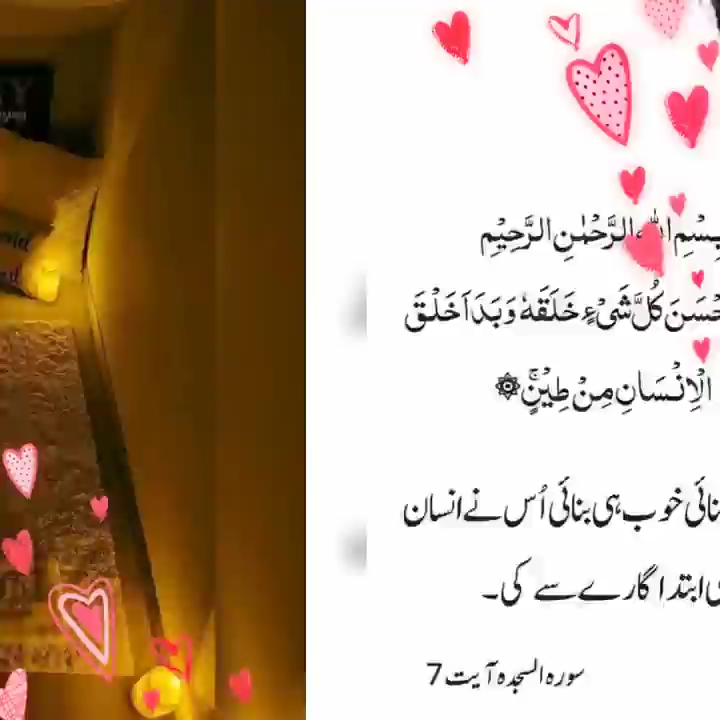 بِسْمِ اللّٰهِ الرَّحْمٰنِ الرَّحِيْمِ
كُلَّ شَیْءٍ خَلَقَهٗ وَبَدَاَ خَلْقَ
الْاِنْسَانِ مِنْ طِيْنٍۚ
خوب ہی بنائی اُس نے انسان
ابتدا گارے سے کی۔
سورہ السجدہ آیت 7